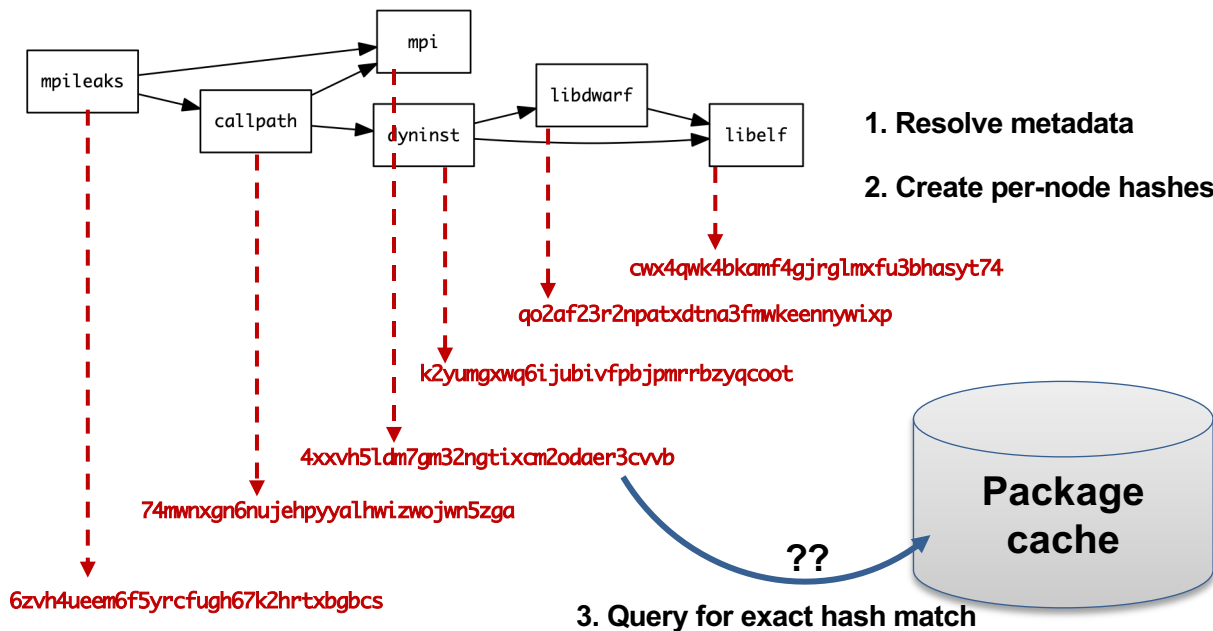 mpi
mpileaks
libdwarf
callpath
dyninst
libelf
1. Resolve metadata
2. Create per-node hashes
cwx4qwk4bkamf4gjrglmxfu3bhasyt74
qo2af23r2npatxdtna3fmwkeennywixp
k2yumgxwq6ijubivfpbjpmrrbzyqcoot
4xxvh5ldm7gm32ngtixcm2odaer3cvvb
74mwnxgn6nujehpyyalhwizwojwn5zga
6zvh4ueem6f5yrcfugh67k2hrtxbgbcs
Package
cache
??
3. Query for exact hash match